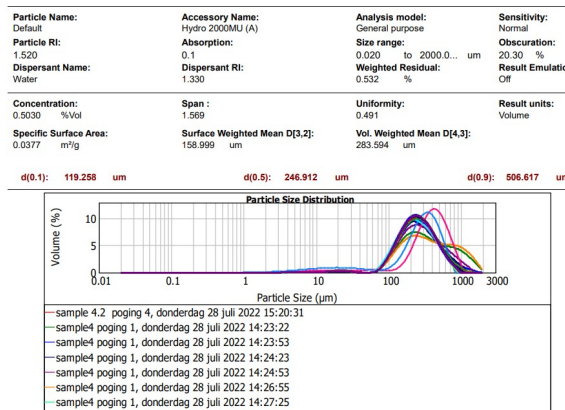 Particle Name: Accessory Name: Analysis model: Sensitivity:
Default Hydro 2000MU (A) General purpose Normal
Particle RI: Absorption: Size range: Obscuration:
1.520 0.1 0.020 to 2000.0... um 20.30 %
Dispersant Name: Dispersant RI: Weighted Residual: Result Emulatio
Water 1.330 0.532 % Off
Concentration: Span : Uniformity: Result units:
0.5030 %Vol 1.569 0.491 Volume
Specific Surface Area: Surface Weighted Mean D[3,2]: Vol. Weighted Mean D[4,3]:
0.0377 m²/g 158.999 um 283.594 um
d(0.1): 119.258 um d(0.5): 246.912 um d(0.9): 506.617 um
Particle Size Distribution
Volume (%)
10
5
0
0.01 0.1 1 10 100 1000 3000
Particle Size (µm)
sample 4.2 poging 4, donderdag 28 juli 2022 15:20:31
sample4 poging 1, donderdag 28 juli 2022 14:23:22
sample4 poging 1, donderdag 28 juli 2022 14:23:53
sample4 poging 1, donderdag 28 juli 2022 14:24:23
sample4 poging 1, donderdag 28 juli 2022 14:24:53
sample4 poging 1, donderdag 28 juli 2022 14:26:55
sample4 poging 1, donderdag 28 juli 2022 14:27:25